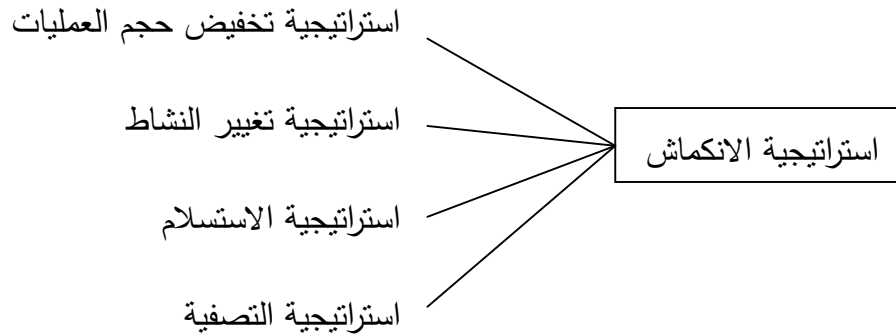 استراتيجية الانكماش
استراتيجية تخفيض حجم العمليات
استراتيجية تغيير النشاط
استراتيجية الاستسلام
استراتيجية التصفية